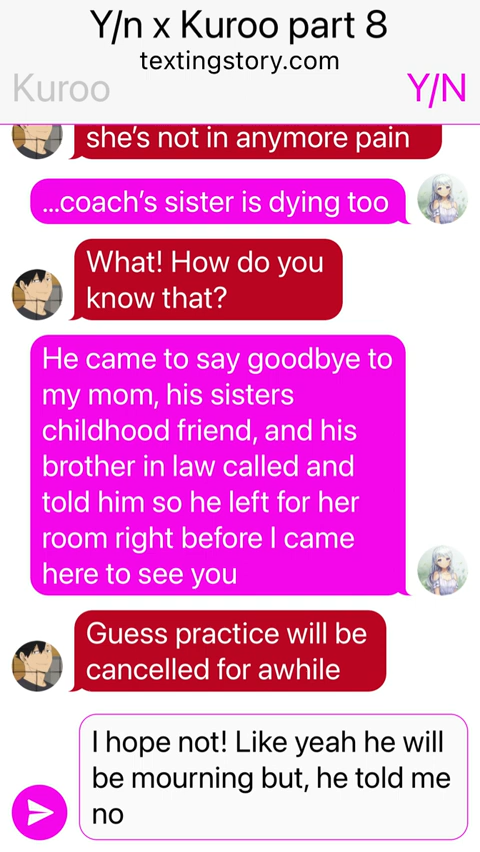 Y/n x Kuroo part 8
textingstory.com
Kuroo
Y/N
she's not in anymore pain
...coach's sister is dying too
What! How do you
know that?
He came to say goodbye to
my mom, his sisters
childhood friend, and his
brother in law called and
told him so he left for her
room right before I came
here to see you
Guess practice will be
cancelled for awhile
I hope not! Like yeah he will
be mourning but, he told me
no